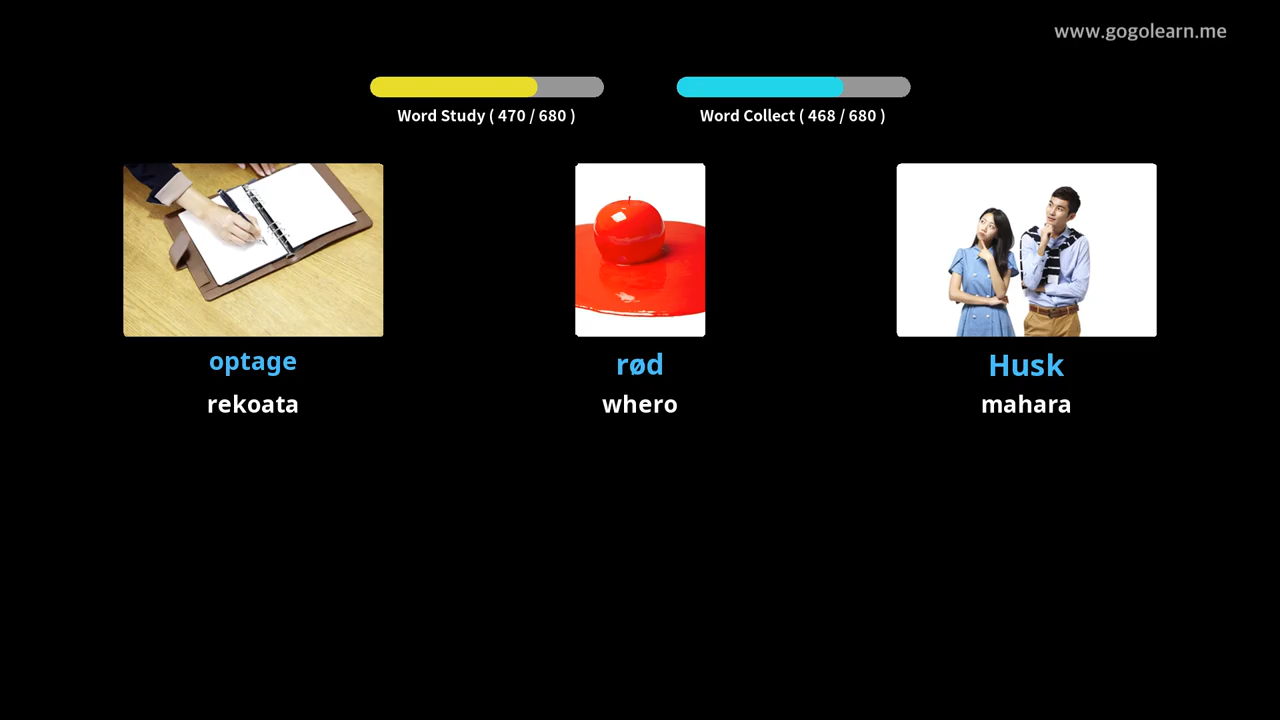 www.gogolearn.me
Word Study ( 470 / 680 )
Word Collect ( 468 / 680 )
optage
rød
Husk
rekoata
whero
mahara